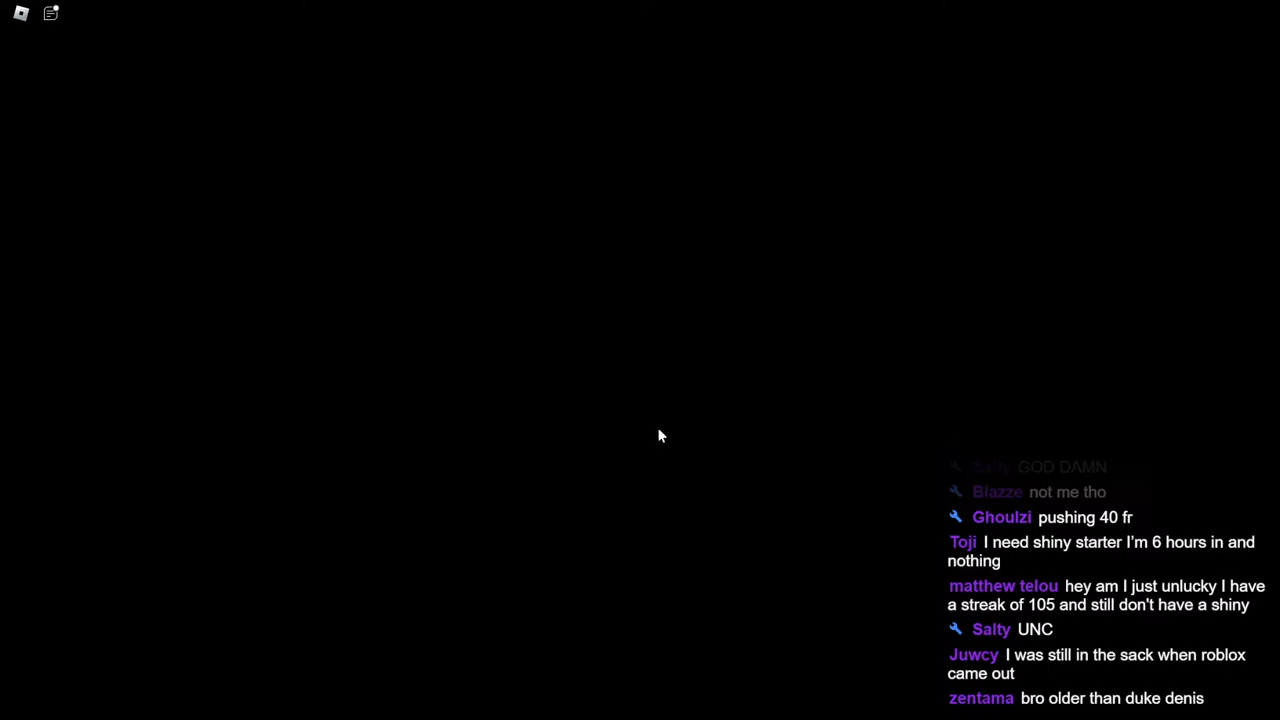 Salty GOD DAMN
Blazze not me tho
Ghoulzi pushing 40 fr
Toji I need shiny starter I'm 6 hours in and
nothing
matthew telou hey am I just unlucky I have
a streak of 105 and still don't have a shiny
Salty UNC
Juwcy I was still in the sack when roblox
came out
zentama bro older than duke denis